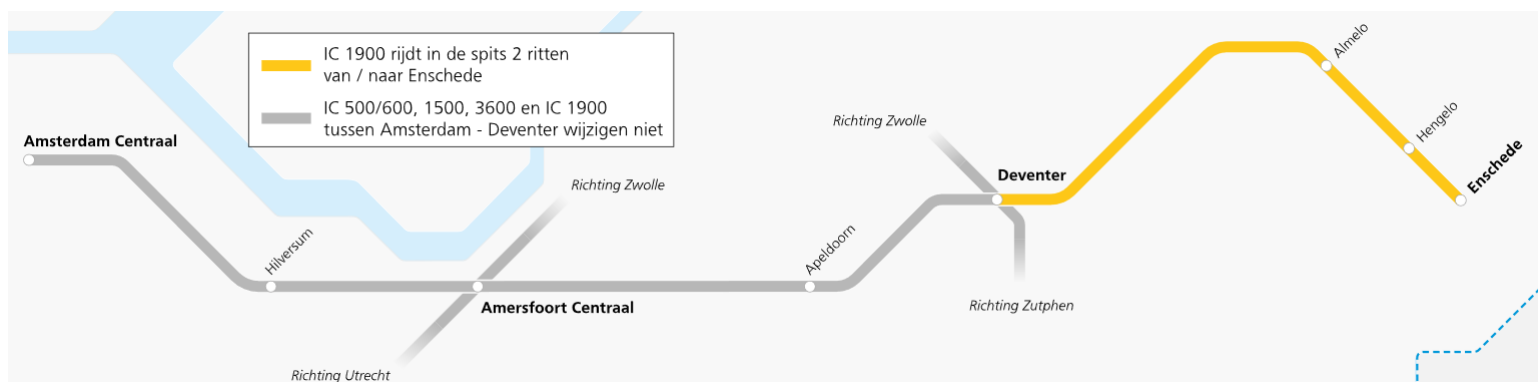 IC 1900 rijdt in de spits 2 ritten
van / naar Enschede
IC 500/600, 1500, 3600 en IC 1900
tussen Amsterdam - Deventer wijzigen niet
Amsterdam Centraal
Hilversum
Richting Zwolle
Amersfoort Centraal
Richting Utrecht
Apeldoorn
Richting Zwolle
Deventer
Richting Zutphen
Almelo
Hengelo
Enschede